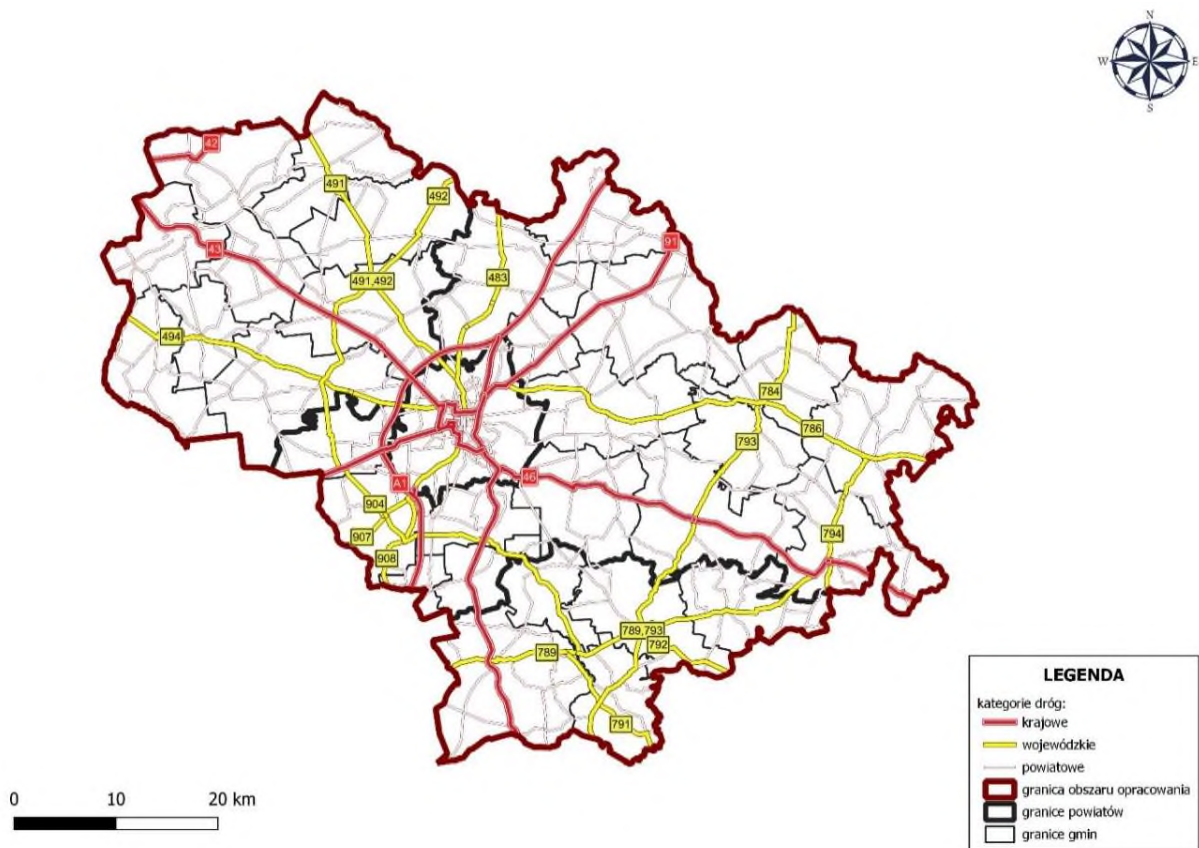 N
W
E
S
42
491
492
43
91
491,492
483
494
784
793
786
A1
46
904
907
794
908
789,793
792
789
791
LEGENDA
kategorie dróg:
krajowe
wojewódzkie
powiatowe
granica obszaru opracowania
granice powiatów
granice gmin
0 10 20 km